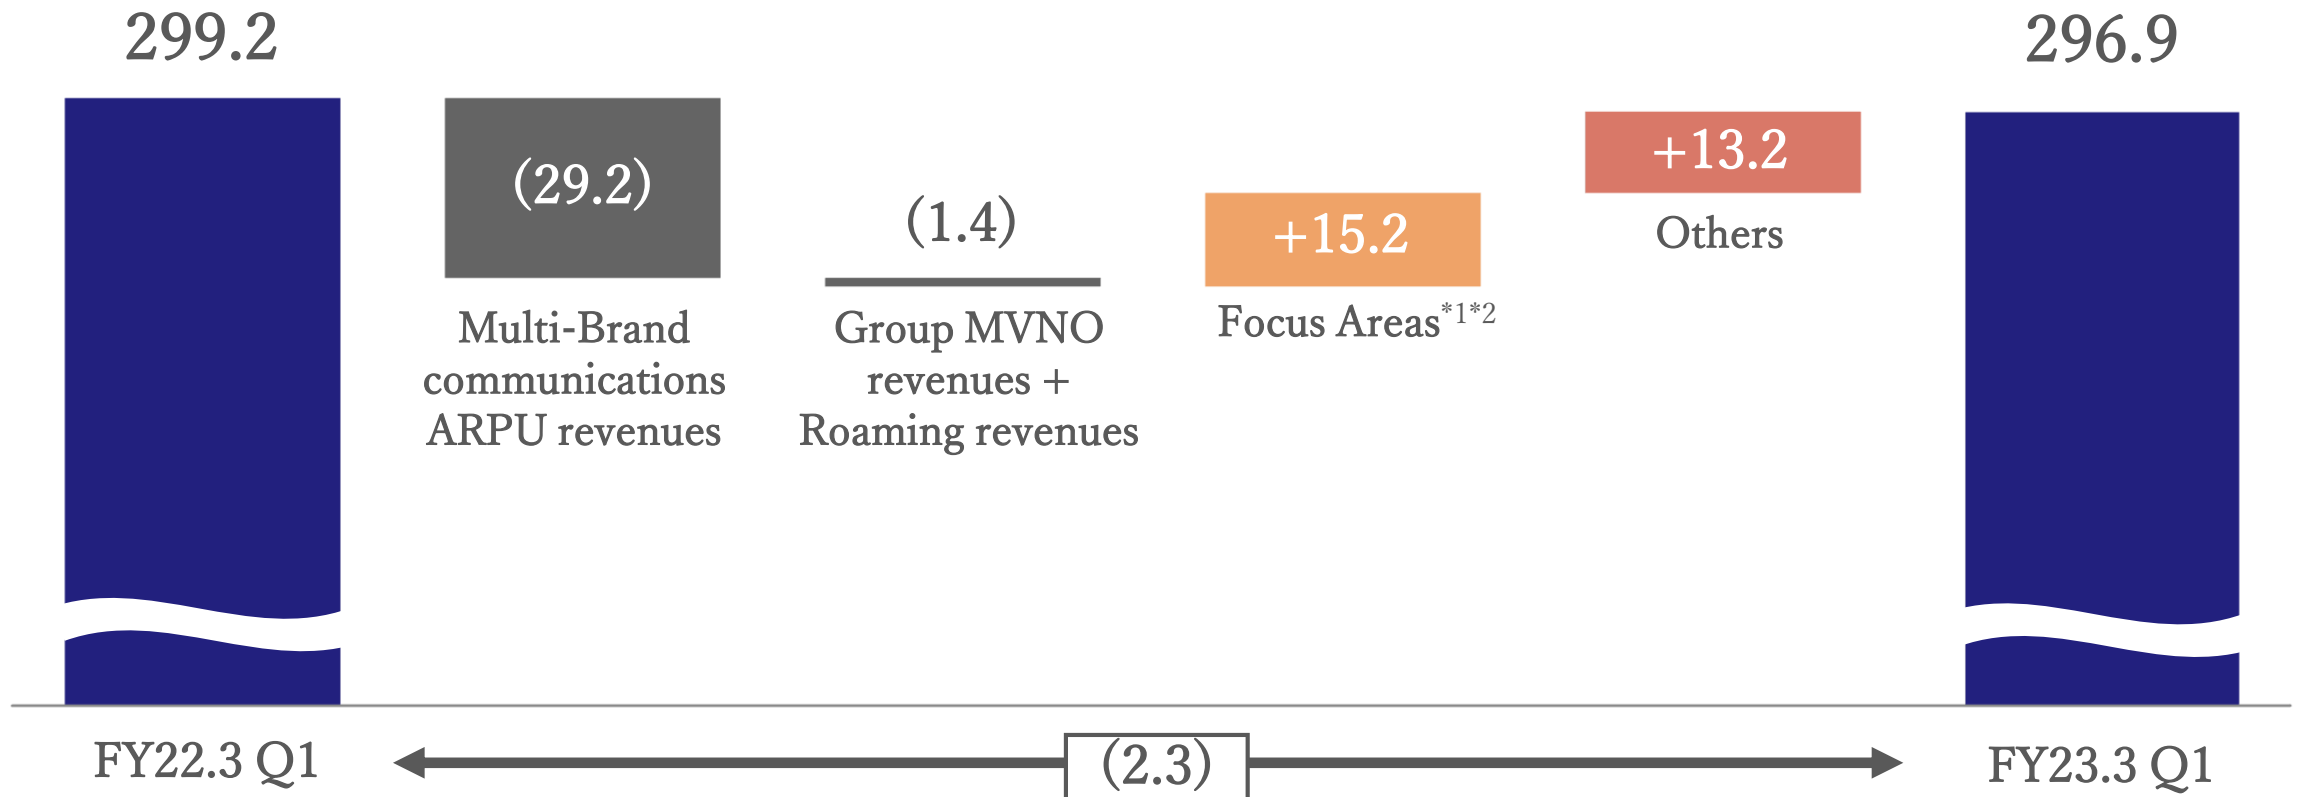 299.2
296.9
(29.2)
(1.4)
+15.2
+13.2
Multi-Brand
communications
ARPU revenues
Group MVNO
revenues +
Roaming revenues
Focus Areas*1*2
Others
FY22.3 Q1
(2.3)
FY23.3 Q1